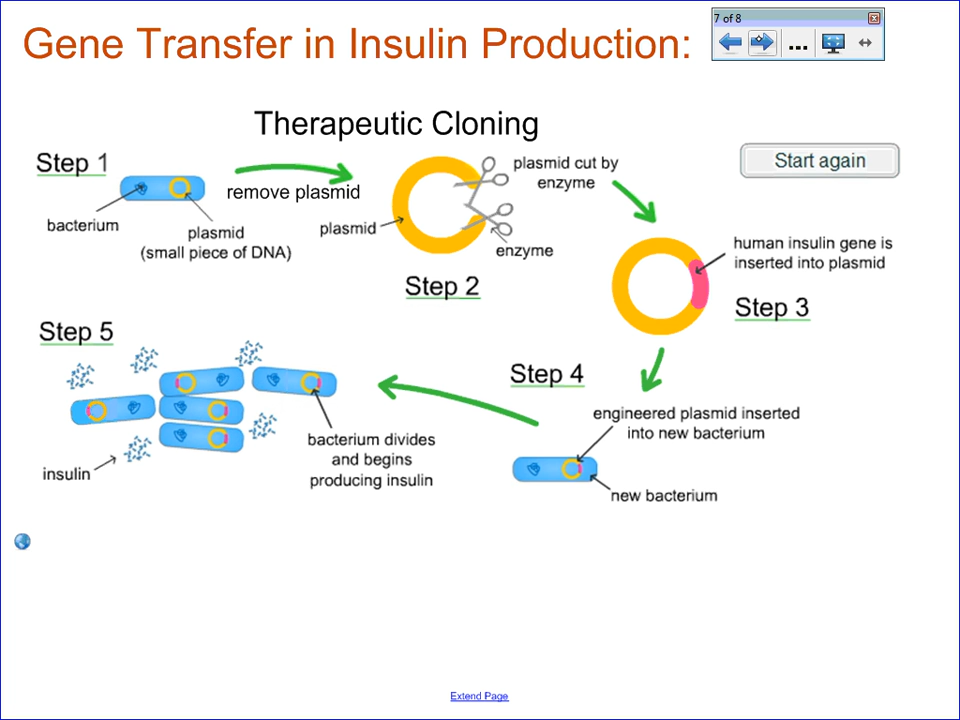 Gene Transfer in Insulin Production:
7 of 8
Therapeutic Cloning
Start again
Step 1
bacterium
plasmid
(small piece of DNA)
remove plasmid
plasmid
plasmid cut by
enzyme
enzyme
Step 2
human insulin gene is
inserted into plasmid
Step 3
Step 4
engineered plasmid inserted
into new bacterium
new bacterium
Step 5
insulin
bacterium divides
and begins
producing insulin
Extend Page